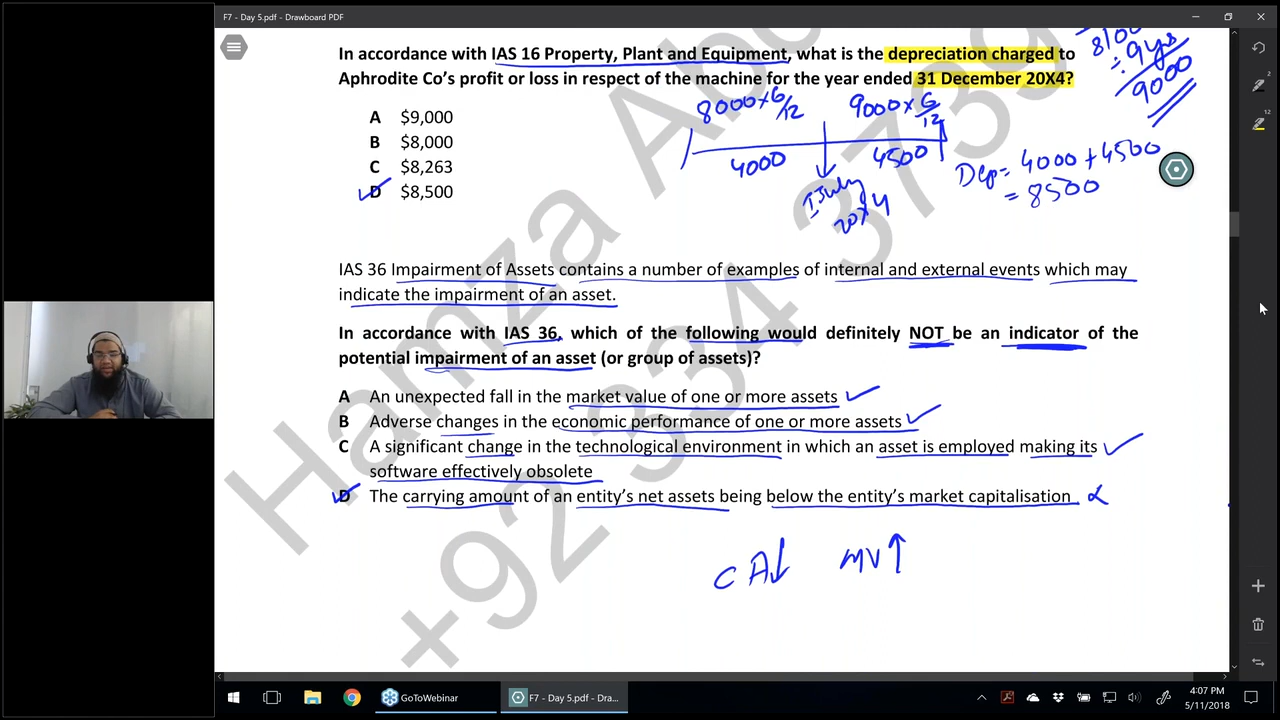 F7 - Day 5.pdf - Drawboard PDF
In accordance with IAS 16 Property, Plant and Equipment, what is the depreciation charged to
Aphrodite Co's profit or loss in respect of the machine for the year ended 31 December 20X4?
8100
÷ 9yrs
9000
A $9,000
B $8,000
C $8,263
D $8,500
8000 x 6/12
9000 x 6/12
4000
4500
1 July
20X4
Dep = 4000 + 4500
= 8500
IAS 36 Impairment of Assets contains a number of examples of internal and external events which may
indicate the impairment of an asset.
In accordance with IAS 36, which of the following would definitely NOT be an indicator of the
potential impairment of an asset (or group of assets)?
A An unexpected fall in the market value of one or more assets
B Adverse changes in the economic performance of one or more assets
C A significant change in the technological environment in which an asset is employed making its
software effectively obsolete
D The carrying amount of an entity's net assets being below the entity's market capitalisation
CA↓ MV↑
Hamza Abd
+92 334 3739
GoToWebinar
F7 - Day 5.pdf - Dra...
4:07 PM
5/11/2018
2
12